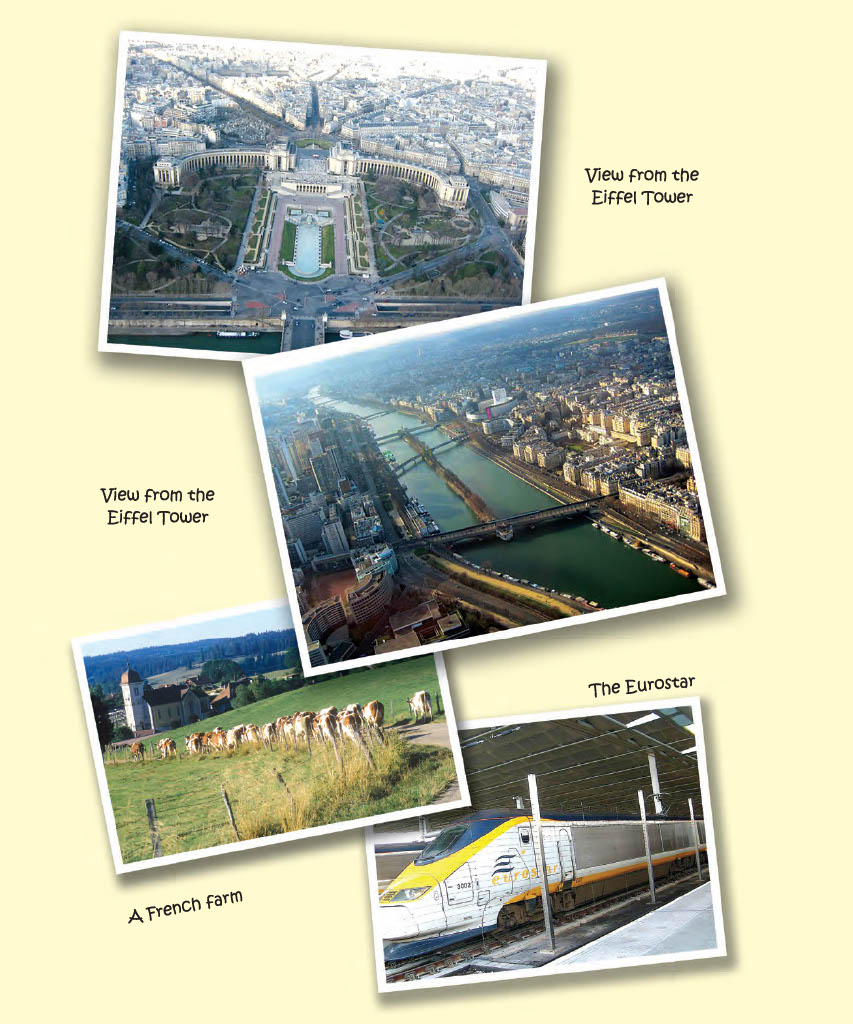 View from the
Eiffel Tower
View from the
Eiffel Tower
The Eurostar
3002
eurostar
A French farm